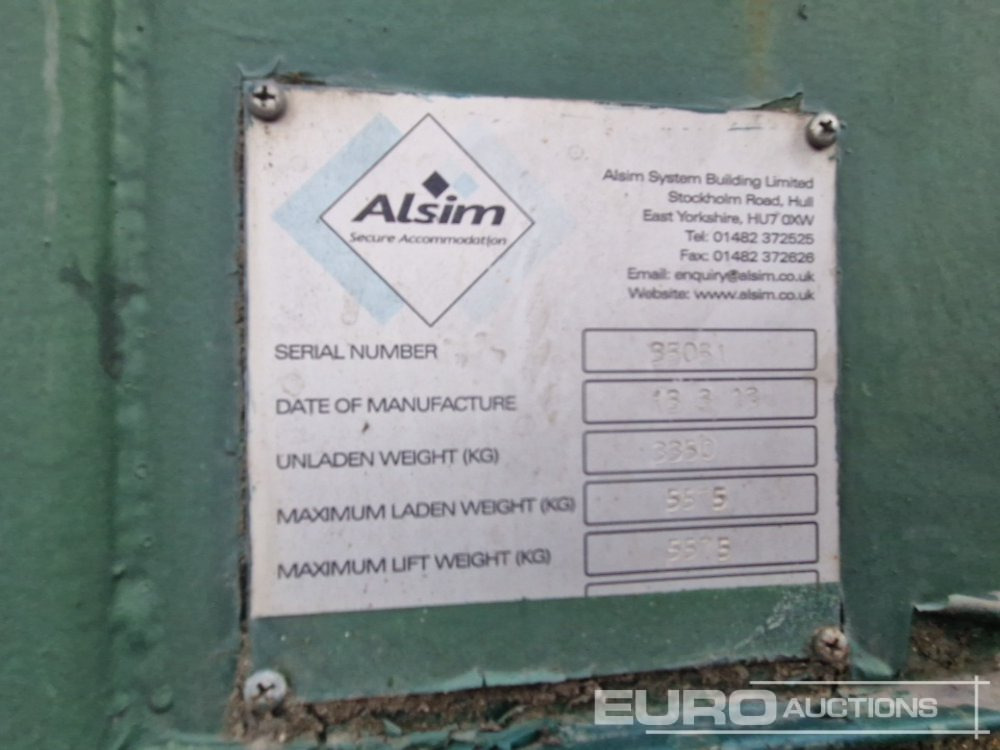 Alsim
Secure Accommodation
Alsim System Building Limited
Stockholm Road, Hull
East Yorkshire, HU7 0XW
Tel: 01482 372525
Fax: 01482 372626
Email: enquiry@alsim.co.uk
Website: www.alsim.co.uk
SERIAL NUMBER
DATE OF MANUFACTURE
UNLADEN WEIGHT (KG) 3350
MAXIMUM LADEN WEIGHT (KG)
MAXIMUM LIFT WEIGHT (KG)
EURO AUCTIONS